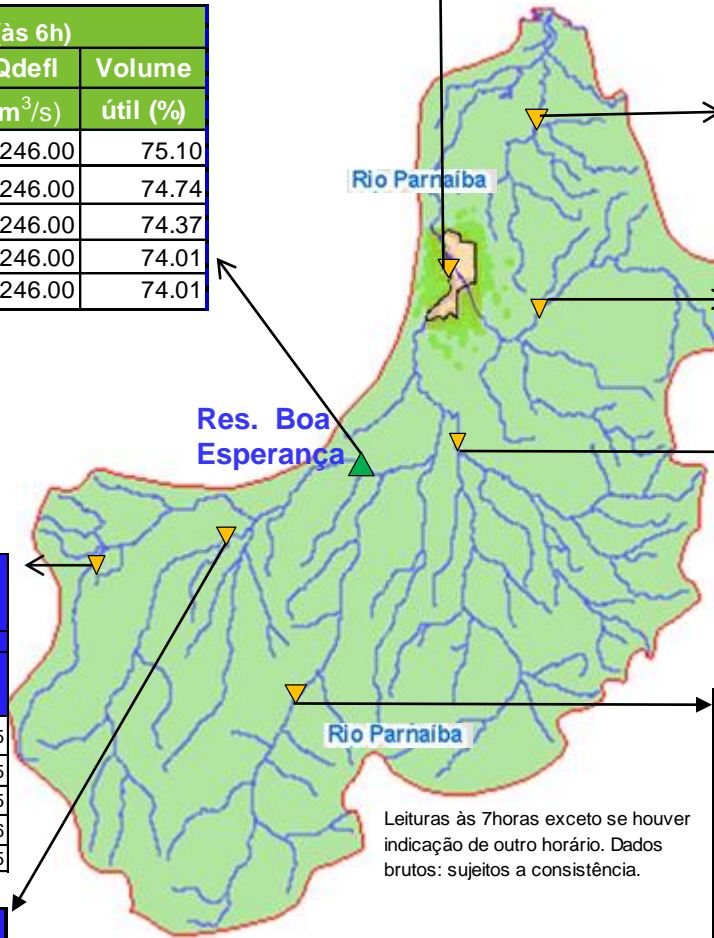 às 6h)
Qdefl Volume
m³/s) útil (%)
246.00 75.10
246.00 74.74
246.00 74.37
246.00 74.01
246.00 74.01
Rio Parnaíba
Res. Boa
Esperança
Rio Parnaíba
Leituras às 7horas exceto se houver
indicação de outro horário. Dados
brutos: sujeitos a consistência.